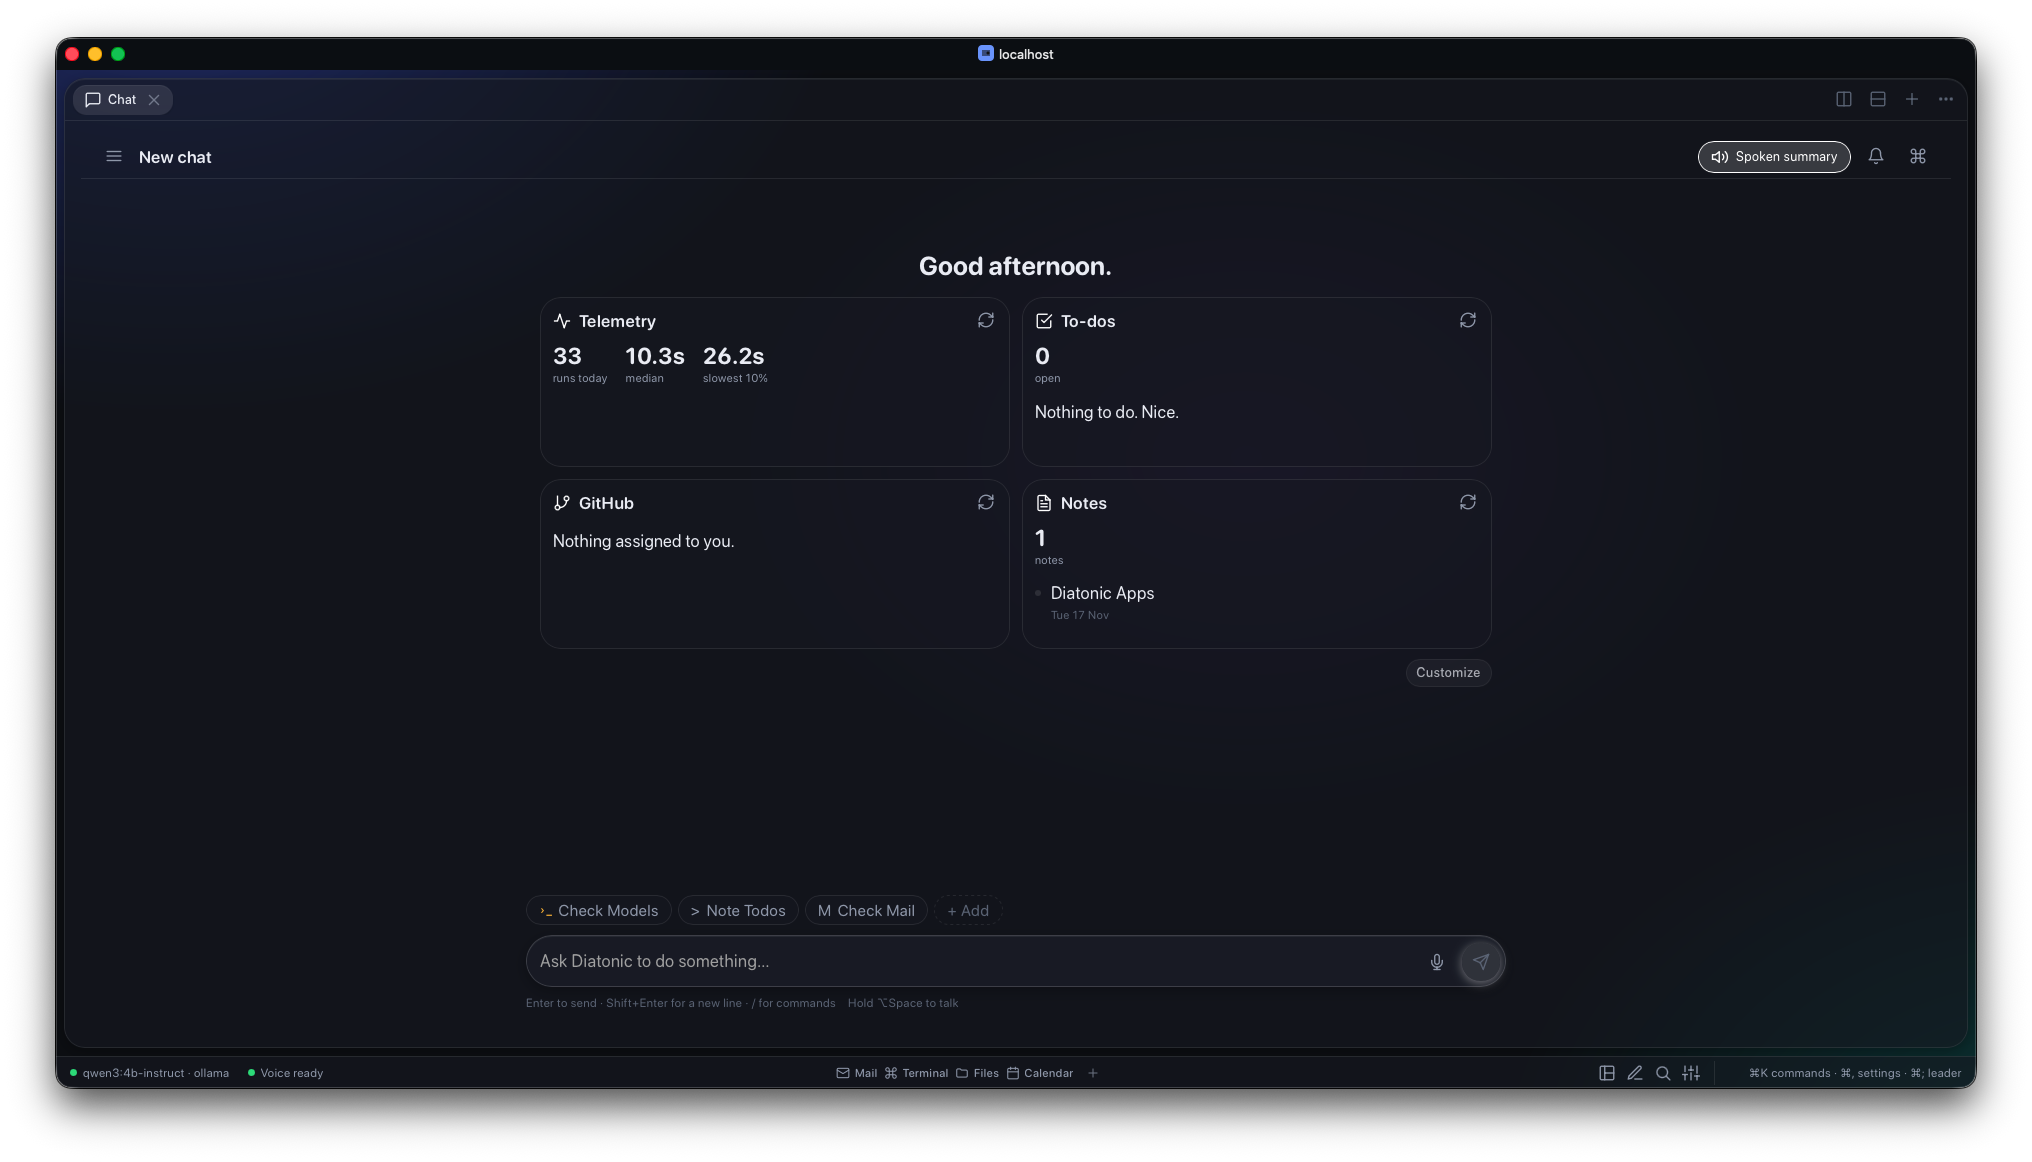 localhost
Chat
New chat
Spoken summary
Good afternoon.
Telemetry
33 10.3s 26.2s
runs today median slowest 10%
To-dos
0
open
Nothing to do. Nice.
GitHub
Nothing assigned to you.
Notes
1
notes
Diatonic Apps
Tue 17 Nov
Customize
›_ Check Models
> Note Todos
M Check Mail
+ Add
Ask Diatonic to do something...
Enter to send · Shift+Enter for a new line · / for commands Hold ⌥Space to talk
qwen3:4b-instruct · ollama Voice ready
Mail Terminal Files Calendar
⌘K commands · ⌘, settings · ⌘; leader